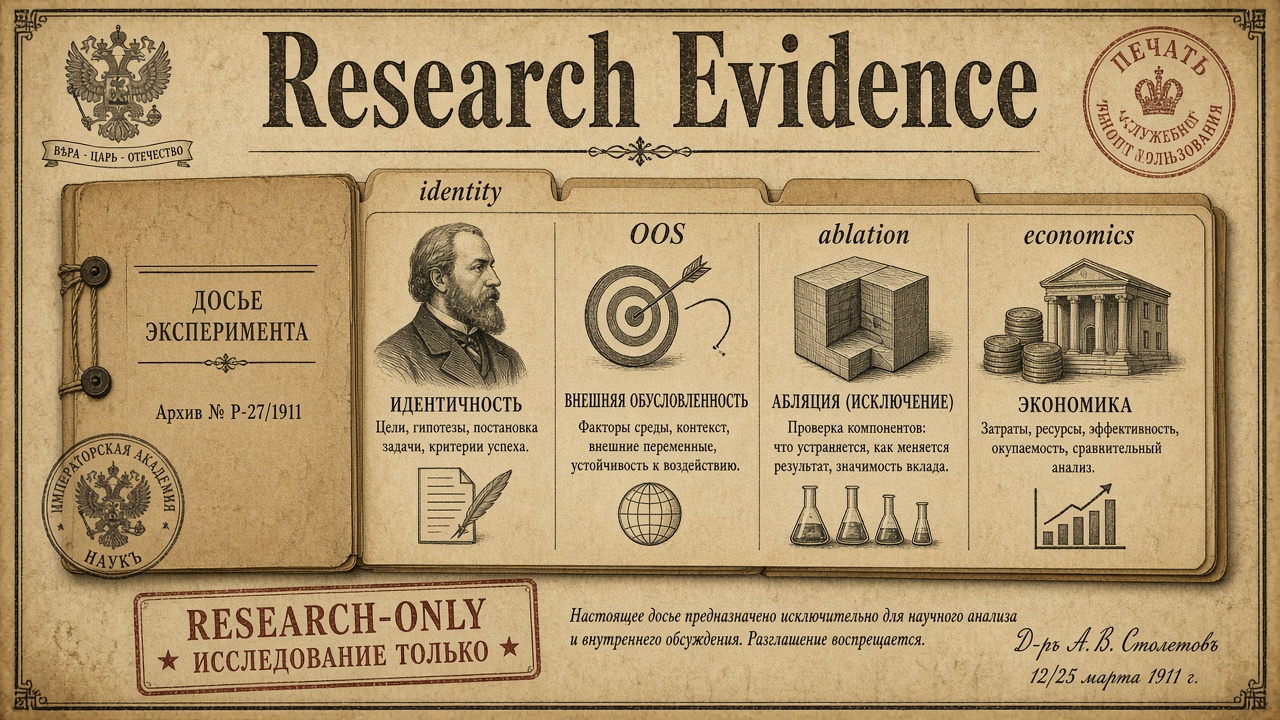 Research Evidence
ВѢРА - ЦАРЬ - ОТЕЧЕСТВО
ПЕЧАТЬ
identity
OOS
ablation
economics
ДОСЬЕ
ЭКСПЕРИМЕНТА
Архив № Р-27/1911
ИМПЕРАТОРСКАЯ АКАДЕМИЯ
НАУКЪ
ИДЕНТИЧНОСТЬ
Цели, гипотезы, постановка
задачи, критерии успеха.
ВНЕШНЯЯ ОБУСЛОВЛЕННОСТЬ
Факторы среды, контекст,
внешние переменные,
устойчивость к воздействию.
АБЛЯЦИЯ (ИСКЛЮЧЕНИЕ)
Проверка компонентов:
что устраняется, как меняется
результат, значимость вклада.
ЭКОНОМИКА
Затраты, ресурсы, эффективность,
окупаемость, сравнительный
анализ.
RESEARCH-ONLY
ИССЛЕДОВАНИЕ ТОЛЬКО
Настоящее досье предназначено исключительно для научного анализа
и внутреннего обсуждения. Разглашение воспрещается.
Д-ръ А. В. Столетовъ
12/25 марта 1911 г.